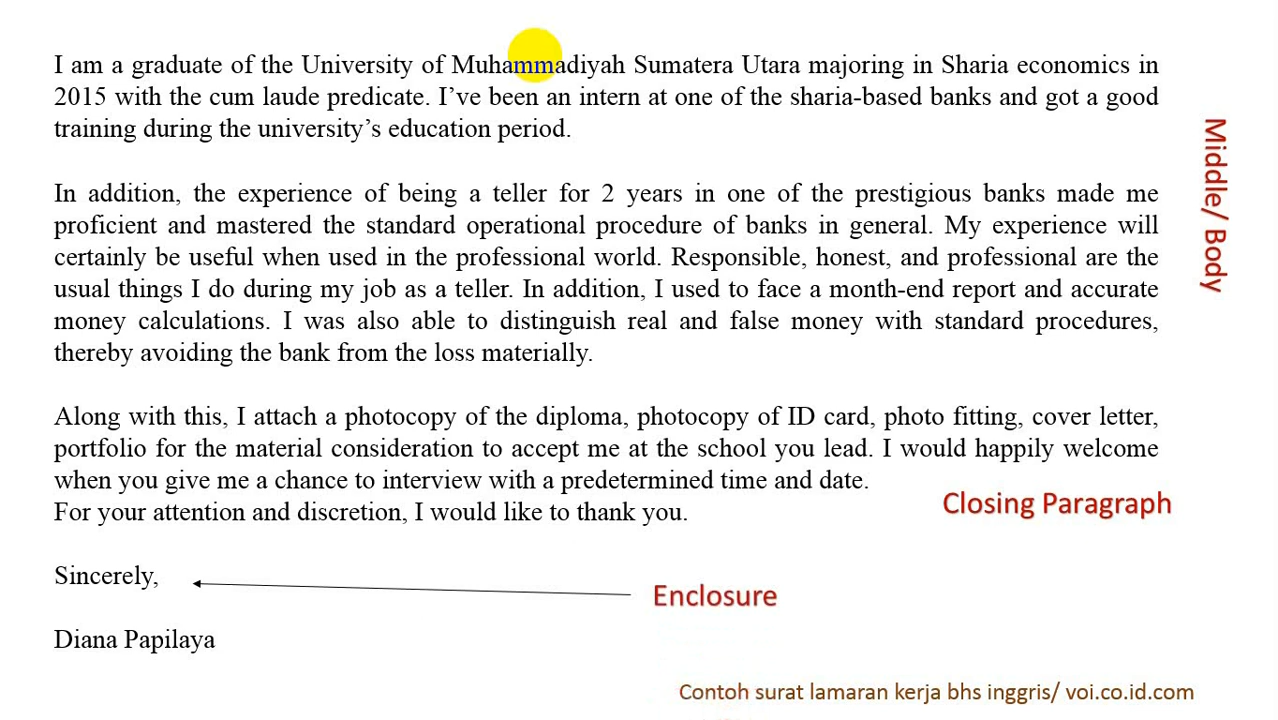 I am a graduate of the University of Muhammadiyah Sumatera Utara majoring in Sharia economics in
2015 with the cum laude predicate. I’ve been an intern at one of the sharia-based banks and got a good
training during the university’s education period.
In addition, the experience of being a teller for 2 years in one of the prestigious banks made me
proficient and mastered the standard operational procedure of banks in general. My experience will
certainly be useful when used in the professional world. Responsible, honest, and professional are the
usual things I do during my job as a teller. In addition, I used to face a month-end report and accurate
money calculations. I was also able to distinguish real and false money with standard procedures,
thereby avoiding the bank from the loss materially.
Middle/ Body
Along with this, I attach a photocopy of the diploma, photocopy of ID card, photo fitting, cover letter,
portfolio for the material consideration to accept me at the school you lead. I would happily welcome
when you give me a chance to interview with a predetermined time and date.
For your attention and discretion, I would like to thank you.
Closing Paragraph
Sincerely,
Enclosure
Diana Papilaya
Contoh surat lamaran kerja bhs inggris/ voi.co.id.com